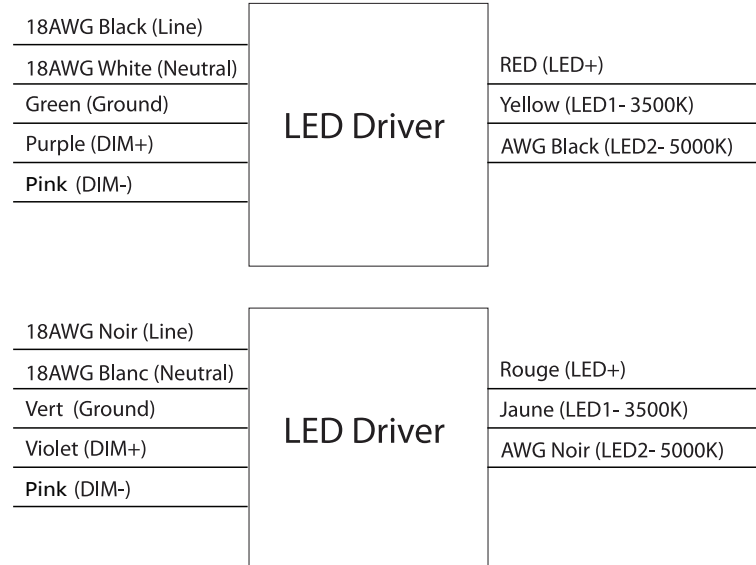 18AWG Black (Line)
18AWG White (Neutral)
Green (Ground)
Purple (DIM+)
Pink (DIM-)
LED Driver
RED (LED+)
Yellow (LED1- 3500K)
AWG Black (LED2- 5000K)
18AWG Noir (Line)
18AWG Blanc (Neutral)
Vert (Ground)
Violet (DIM+)
Pink (DIM-)
LED Driver
Rouge (LED+)
Jaune (LED1- 3500K)
AWG Noir (LED2- 5000K)